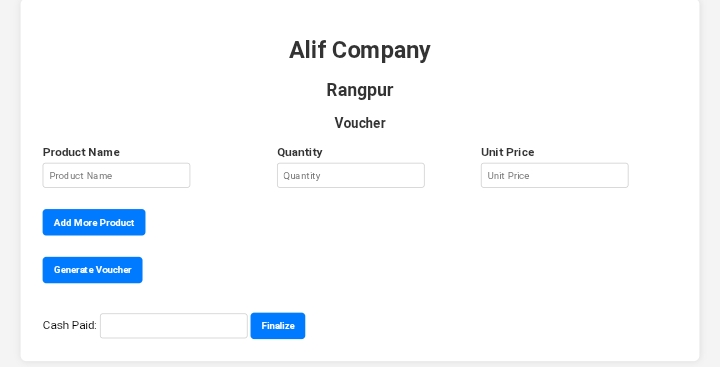 Alif Company
Rangpur
Voucher
Product Name Quantity Unit Price
Product Name Quantity Unit Price
Add More Product
Generate Voucher
Cash Paid: Finalize